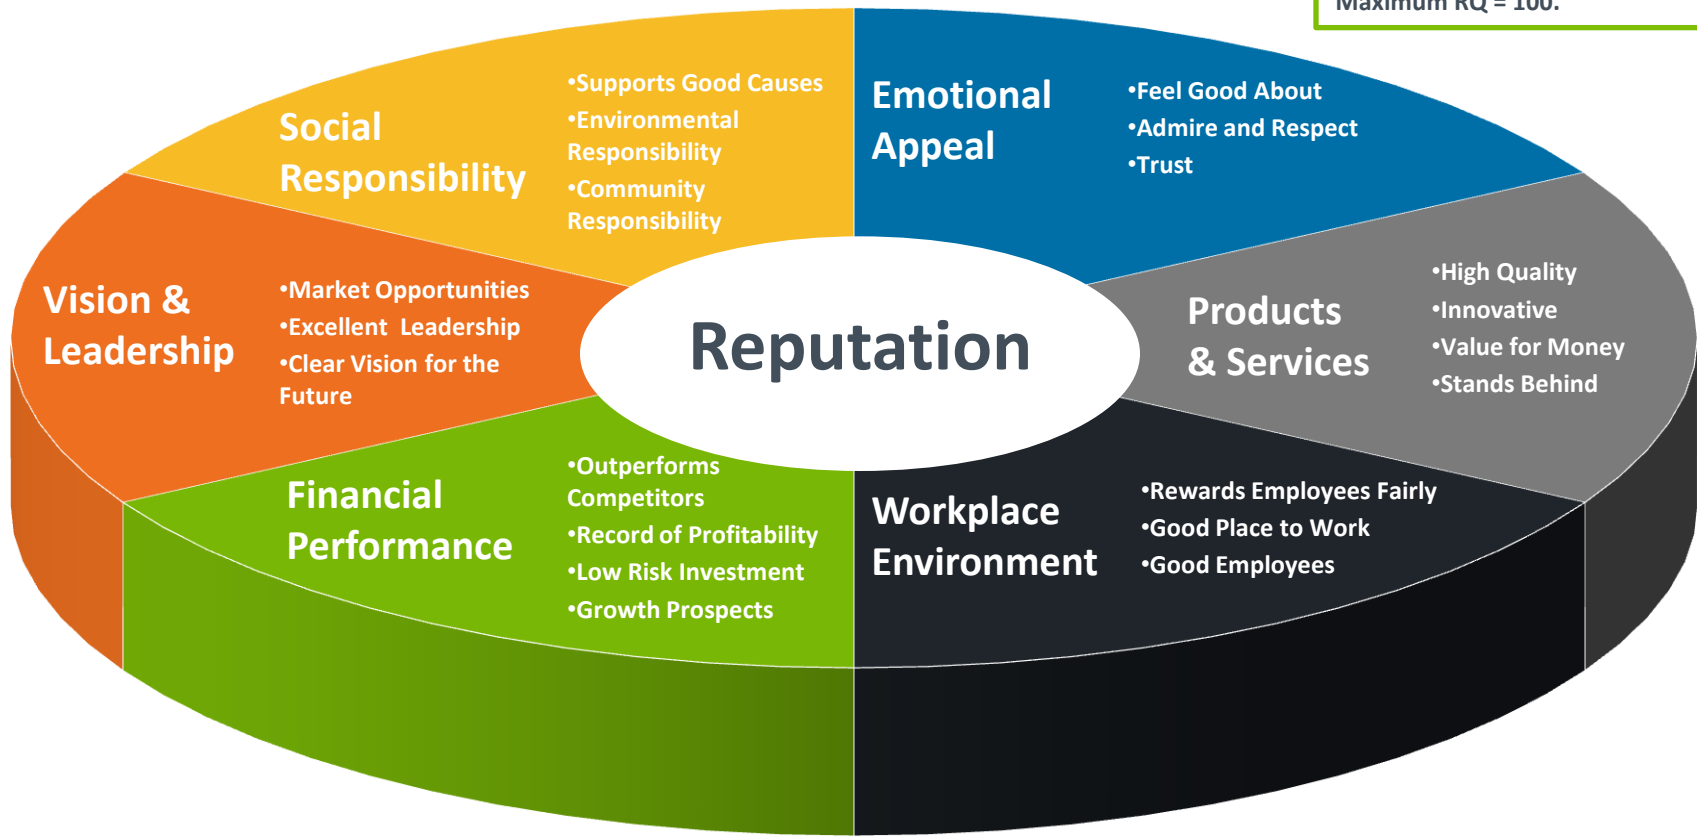 Maximum RQ = 100.
Social
Responsibility
•Supports Good Causes
•Environmental
Responsibility
•Community
Responsibility
Emotional
Appeal
•Feel Good About
•Admire and Respect
•Trust
Vision &
Leadership
•Market Opportunities
•Excellent  Leadership
•Clear Vision for the
Future
Reputation
Products
& Services
•High Quality
•Innovative
•Value for Money
•Stands Behind
Financial
Performance
•Outperforms
Competitors
•Record of Profitability
•Low Risk Investment
•Growth Prospects
Workplace
Environment
•Rewards Employees Fairly
•Good Place to Work
•Good Employees